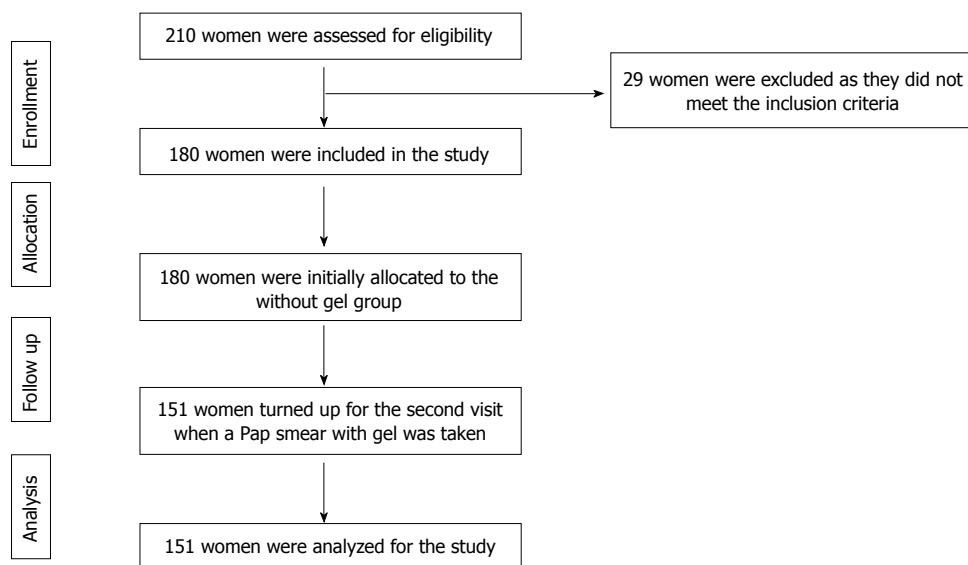 Enrollment
210 women were assessed for eligibility
29 women were excluded as they did not
meet the inclusion criteria
180 women were included in the study
Allocation
180 women were initially allocated to the
without gel group
Follow up
151 women turned up for the second visit
when a Pap smear with gel was taken
Analysis
151 women were analyzed for the study